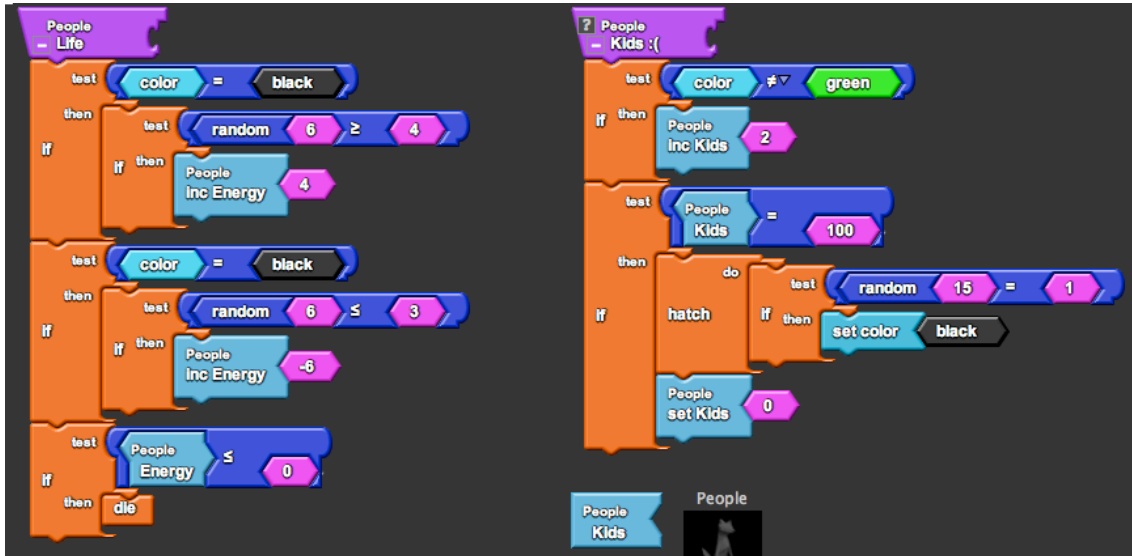 People
– Life
test color = black
then
test random 6 ≥ 4
If
If then People
inc Energy 4
test color = black
then
test random 6 ≤ 3
If
If then People
inc Energy -6
test People
Energy ≤ 0
If
then die
? People
– Kids :(
test color ≠ green
If then People
inc Kids 2
test People
Kids = 100
then
do test random 15 = 1
If hatch If then set color black
People
set Kids 0
People
Kids
People